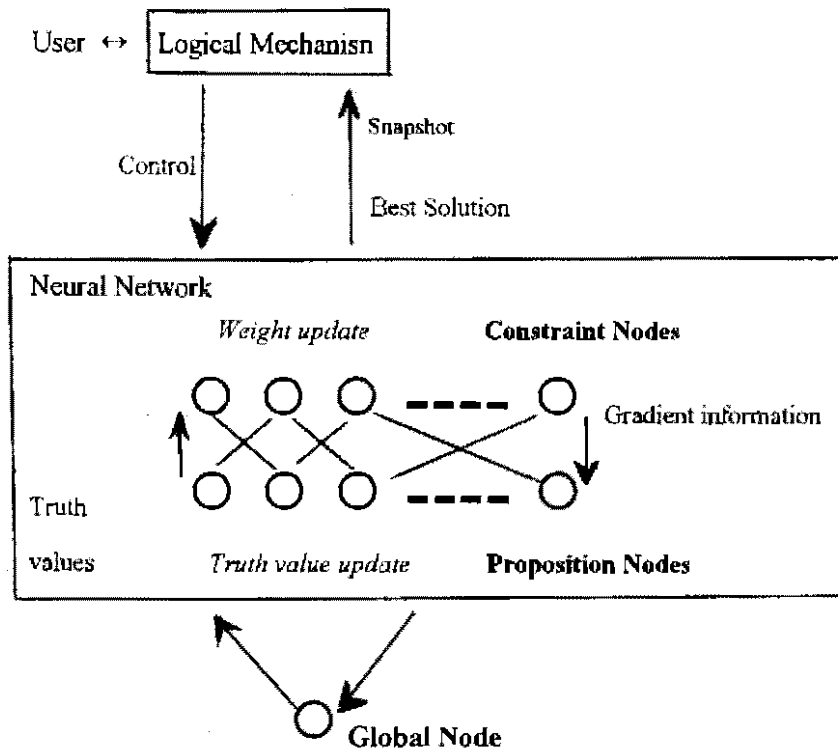 User ↔ Logical Mechanisn
Snapshot
Control
Best Solution
Neural Network
Weight update Constraint Nodes
Gradient information
Truth
values Truth value update Proposition Nodes
Global Node